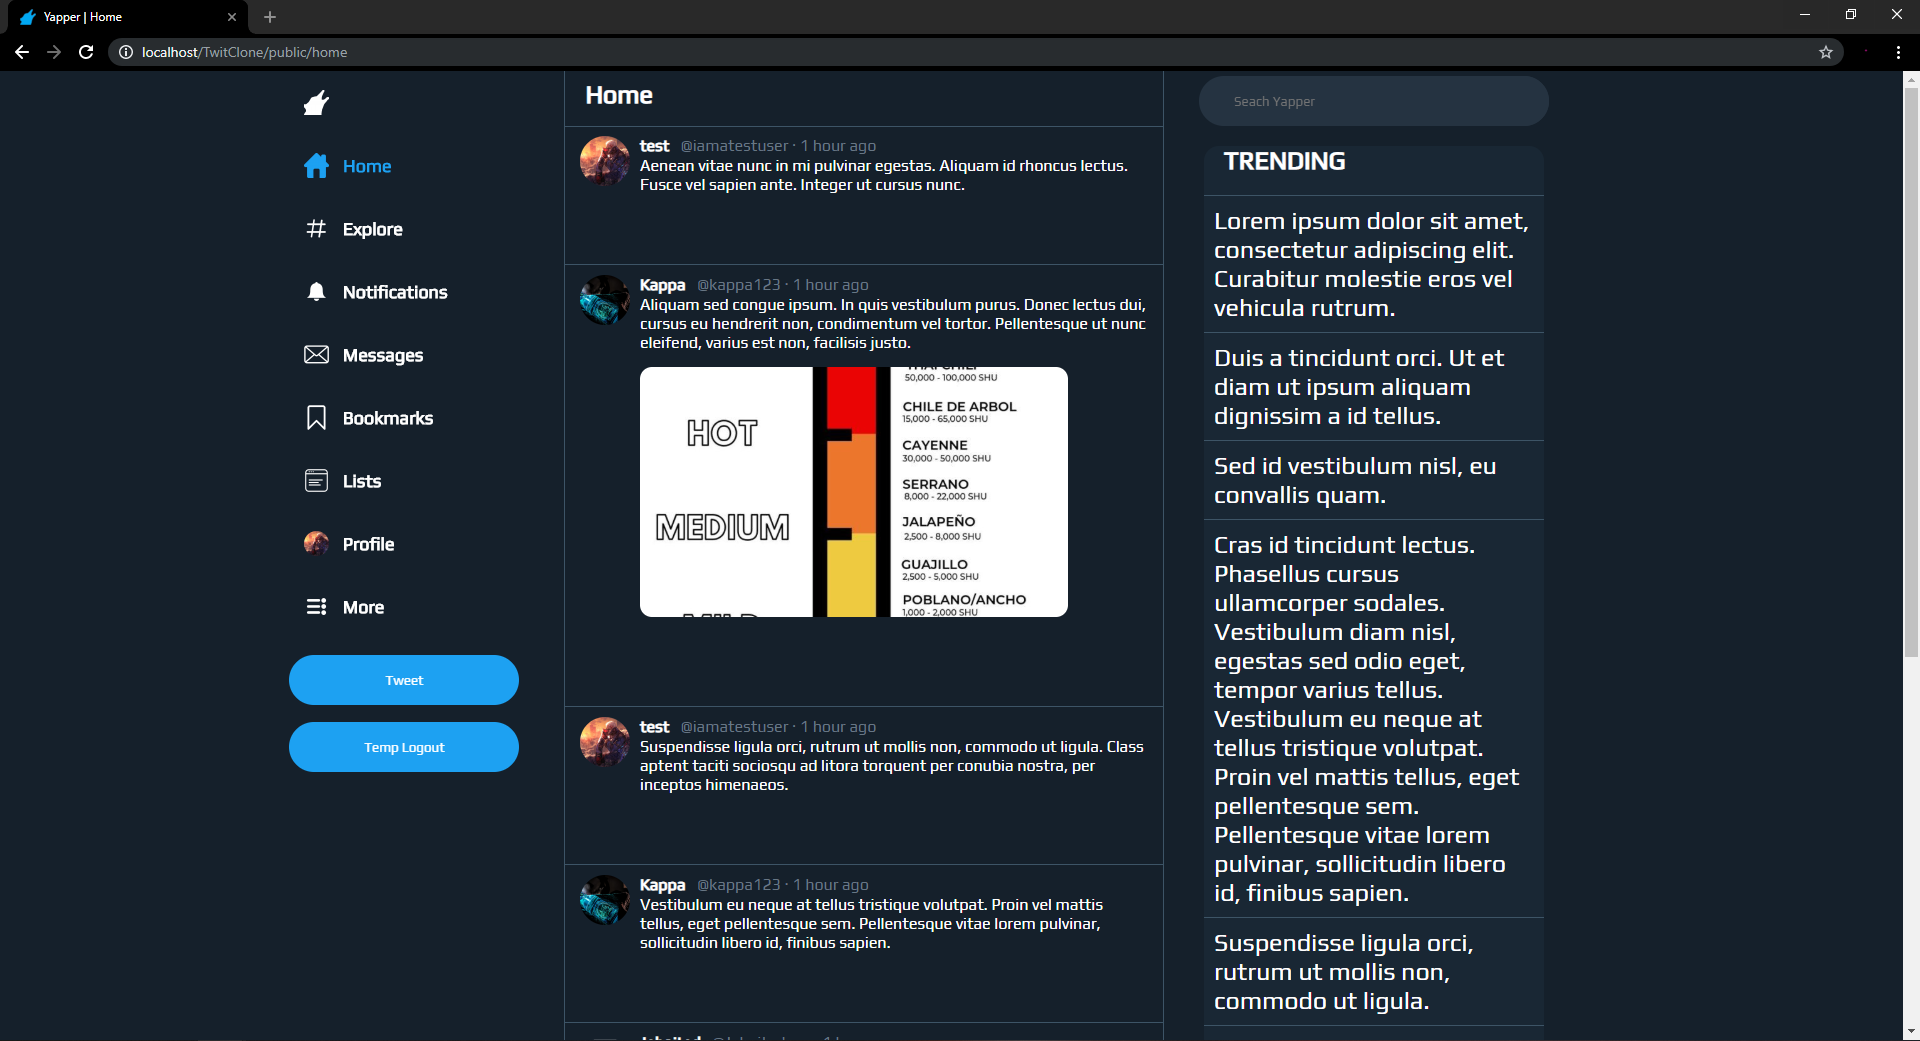 Yapper | Home
localhost/TwitClone/public/home
Home
Explore
Notifications
Messages
Bookmarks
Lists
Profile
More
Tweet
Temp Logout
Home
test @iamatestuser · 1 hour ago
Aenean vitae nunc in mi pulvinar egestas. Aliquam id rhoncus lectus.
Fusce vel sapien ante. Integer ut cursus nunc.
Kappa @kappa123 · 1 hour ago
Aliquam sed congue ipsum. In quis vestibulum purus. Donec lectus dui,
cursus eu hendrerit non, condimentum vel tortor. Pellentesque ut nunc
eleifend, varius est non, facilisis justo.
HOT
MEDIUM
MILD
THAI CHILI
50,000 - 100,000 SHU
CHILE DE ARBOL
15,000 - 65,000 SHU
CAYENNE
30,000 - 50,000 SHU
SERRANO
8,000 - 22,000 SHU
JALAPEÑO
2,500 - 8,000 SHU
GUAJILLO
2,500 - 5,000 SHU
POBLANO/ANCHO
1,000 - 2,000 SHU
test @iamatestuser · 1 hour ago
Suspendisse ligula orci, rutrum ut mollis non, commodo ut ligula. Class
aptent taciti sociosqu ad litora torquent per conubia nostra, per
inceptos himenaeos.
Kappa @kappa123 · 1 hour ago
Vestibulum eu neque at tellus tristique volutpat. Proin vel mattis
tellus, eget pellentesque sem. Pellentesque vitae lorem pulvinar,
sollicitudin libero id, finibus sapien.
Seach Yapper
TRENDING
Lorem ipsum dolor sit amet,
consectetur adipiscing elit.
Curabitur molestie eros vel
vehicula rutrum.
Duis a tincidunt orci. Ut et
diam ut ipsum aliquam
dignissim a id tellus.
Sed id vestibulum nisl, eu
convallis quam.
Cras id tincidunt lectus.
Phasellus cursus
ullamcorper sodales.
Vestibulum diam nisl,
egestas sed odio eget,
tempor varius tellus.
Vestibulum eu neque at
tellus tristique volutpat.
Proin vel mattis tellus, eget
pellentesque sem.
Pellentesque vitae lorem
pulvinar, sollicitudin libero
id, finibus sapien.
Suspendisse ligula orci,
rutrum ut mollis non,
commodo ut ligula.